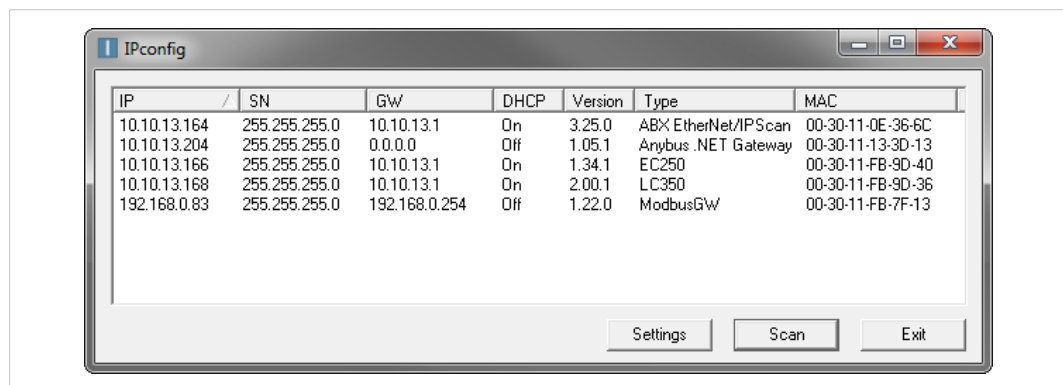 IPconfig
IP SN GW DHCP Version Type MAC
10.10.13.164 255.255.255.0 10.10.13.1 On 3.25.0 ABX EtherNet/IPScan 00-30-11-0E-36-6C
10.10.13.204 255.255.255.0 0.0.0.0 Off 1.05.1 Anybus .NET Gateway 00-30-11-13-3D-13
10.10.13.166 255.255.255.0 10.10.13.1 On 1.34.1 EC250 00-30-11-FB-9D-40
10.10.13.168 255.255.255.0 10.10.13.1 On 2.00.1 LC350 00-30-11-FB-9D-36
192.168.0.83 255.255.255.0 192.168.0.254 Off 1.22.0 ModbusGW 00-30-11-FB-7F-13
Settings Scan Exit